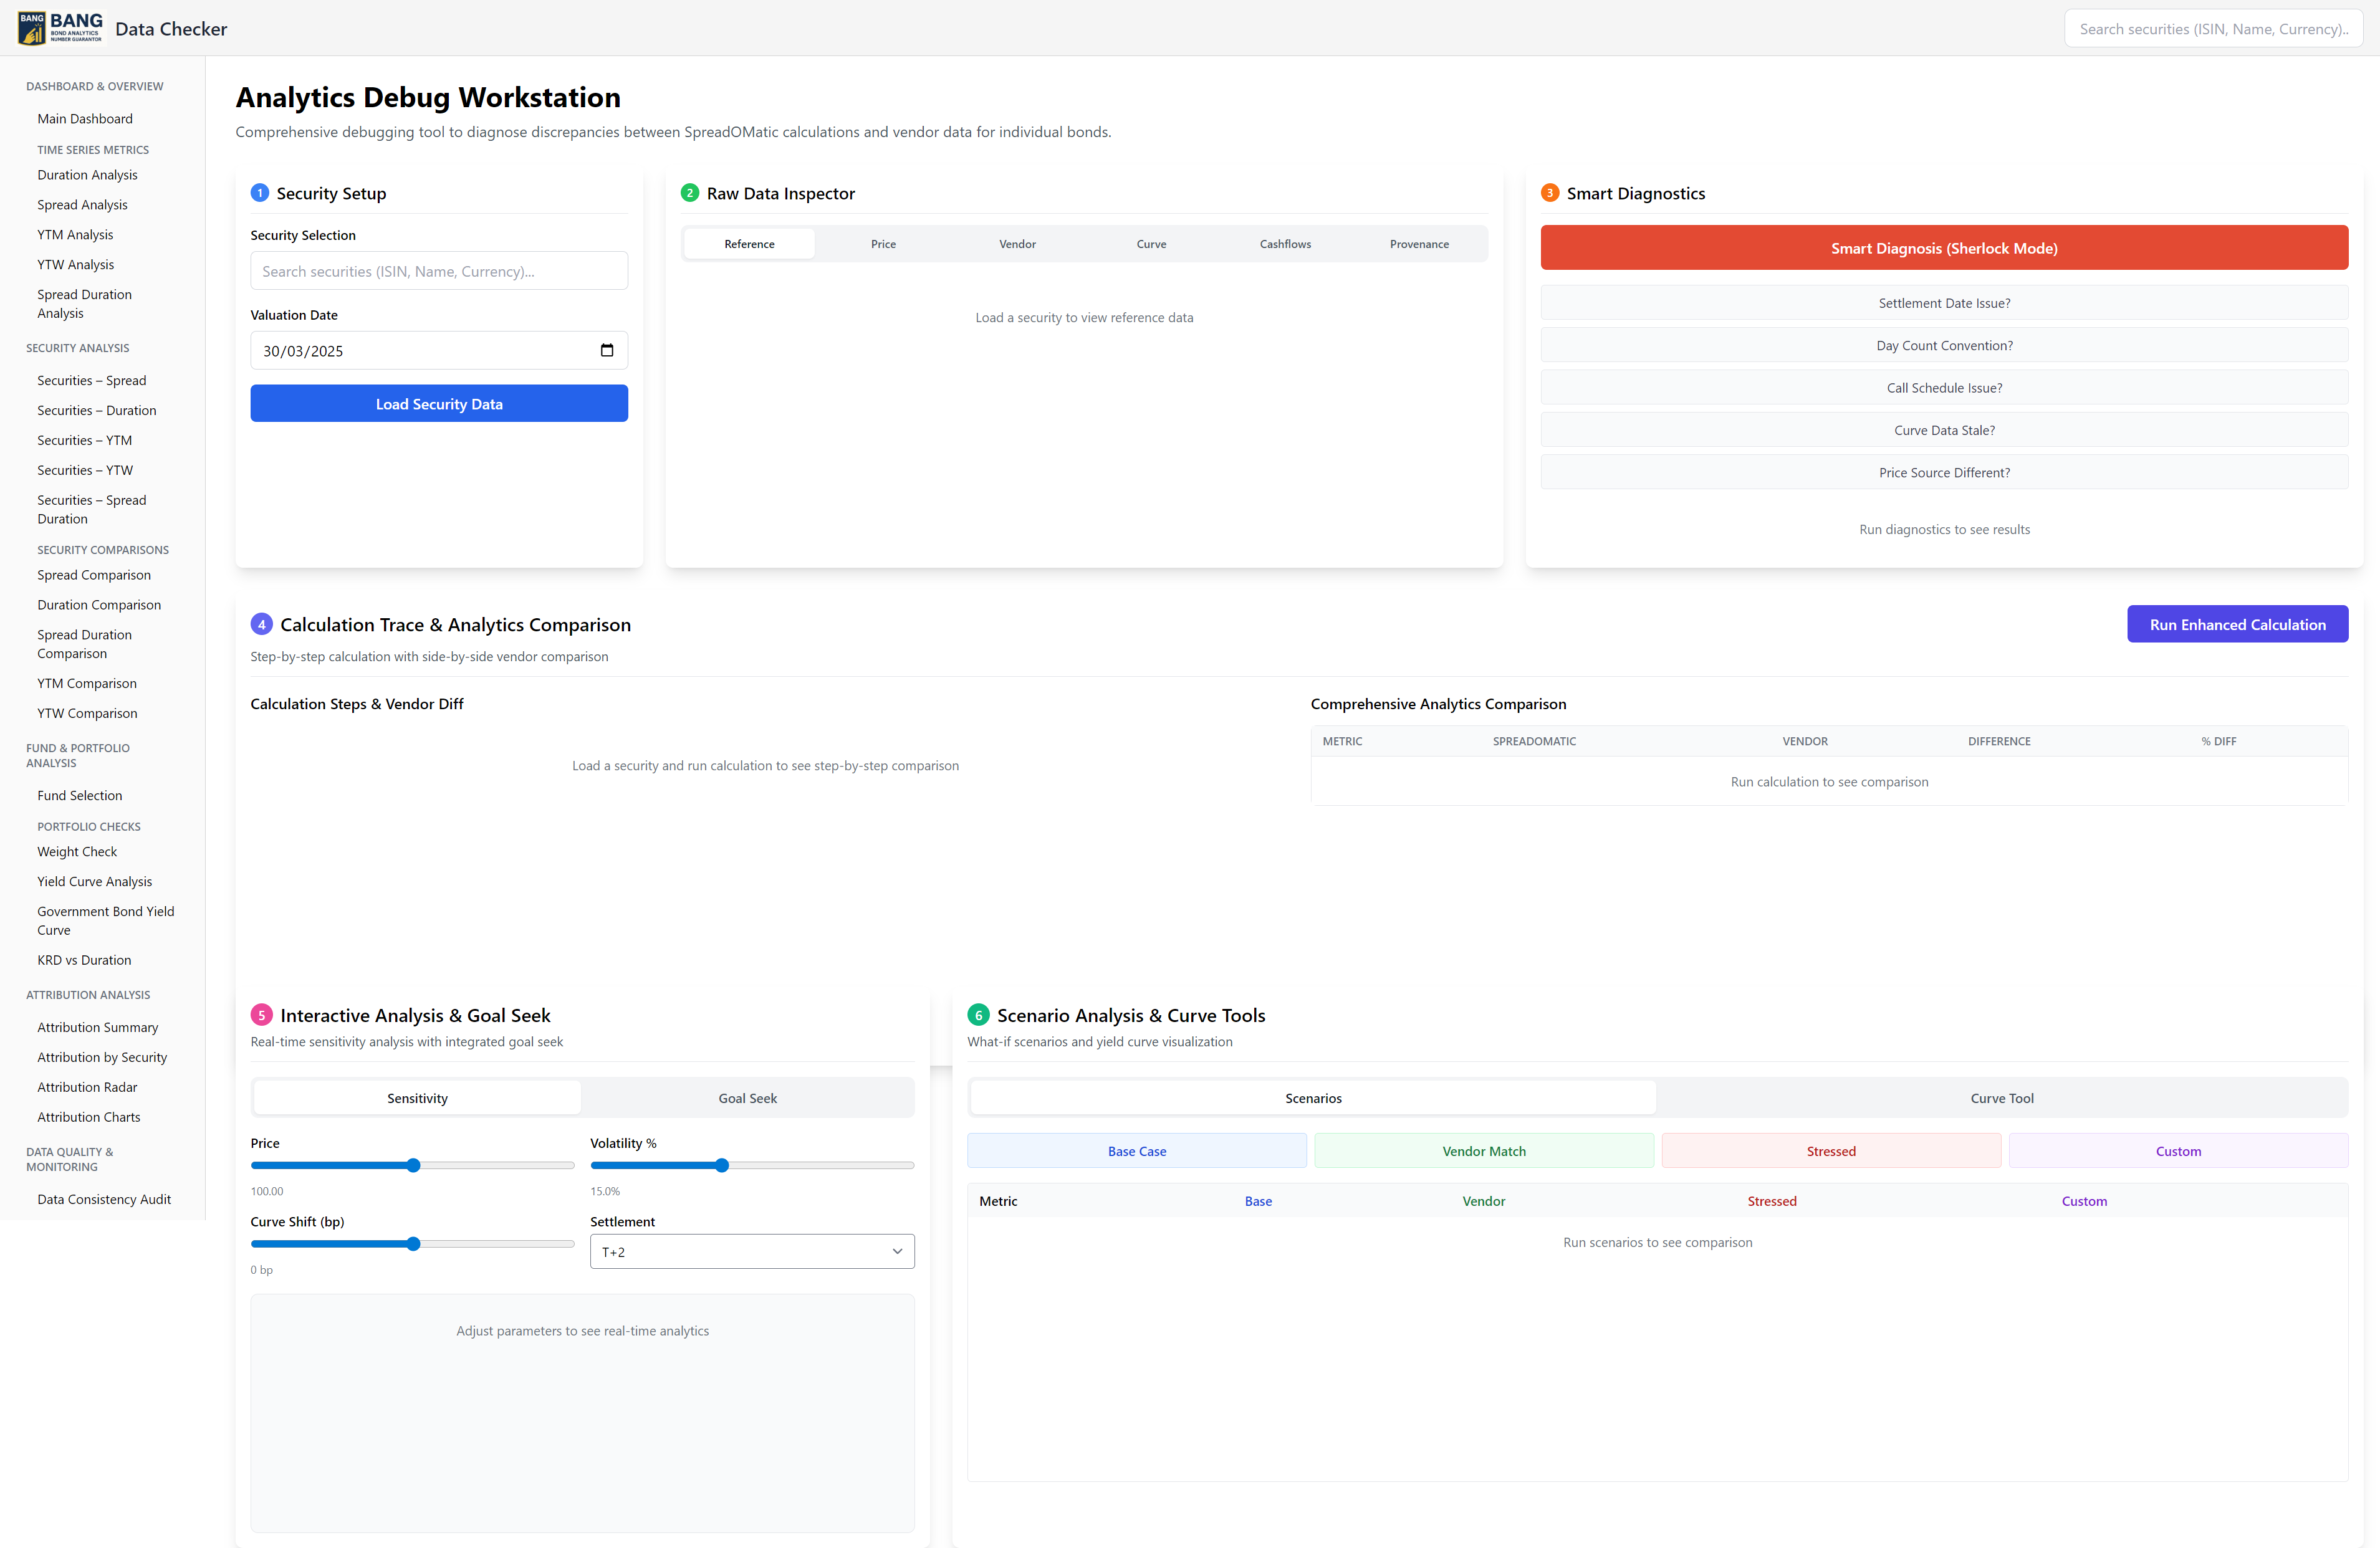 BANG
BANG
BOND ANALYTICS
NUMBER GUARANTOR
Data Checker
Search securities (ISIN, Name, Currency)..
DASHBOARD & OVERVIEW
Main Dashboard
TIME SERIES METRICS
Duration Analysis
Spread Analysis
YTM Analysis
YTW Analysis
Spread Duration
Analysis
SECURITY ANALYSIS
Securities – Spread
Securities – Duration
Securities – YTM
Securities – YTW
Securities – Spread
Duration
SECURITY COMPARISONS
Spread Comparison
Duration Comparison
Spread Duration
Comparison
YTM Comparison
YTW Comparison
FUND & PORTFOLIO
ANALYSIS
Fund Selection
PORTFOLIO CHECKS
Weight Check
Yield Curve Analysis
Government Bond Yield
Curve
KRD vs Duration
ATTRIBUTION ANALYSIS
Attribution Summary
Attribution by Security
Attribution Radar
Attribution Charts
DATA QUALITY &
MONITORING
Data Consistency Audit
Analytics Debug Workstation
Comprehensive debugging tool to diagnose discrepancies between SpreadOMatic calculations and vendor data for individual bonds.
1 Security Setup
Security Selection
Search securities (ISIN, Name, Currency)...
Valuation Date
30/03/2025
Load Security Data
2 Raw Data Inspector
Reference Price Vendor Curve Cashflows Provenance
Load a security to view reference data
3 Smart Diagnostics
Smart Diagnosis (Sherlock Mode)
Settlement Date Issue?
Day Count Convention?
Call Schedule Issue?
Curve Data Stale?
Price Source Different?
Run diagnostics to see results
4 Calculation Trace & Analytics Comparison
Run Enhanced Calculation
Step-by-step calculation with side-by-side vendor comparison
Calculation Steps & Vendor Diff
Load a security and run calculation to see step-by-step comparison
Comprehensive Analytics Comparison
METRIC SPREADOMATIC VENDOR DIFFERENCE % DIFF
Run calculation to see comparison
5 Interactive Analysis & Goal Seek
Real-time sensitivity analysis with integrated goal seek
Sensitivity Goal Seek
Price Volatility %
100.00 15.0%
Curve Shift (bp) Settlement
T+2
0 bp
Adjust parameters to see real-time analytics
6 Scenario Analysis & Curve Tools
What-if scenarios and yield curve visualization
Scenarios Curve Tool
Base Case Vendor Match Stressed Custom
Metric Base Vendor Stressed Custom
Run scenarios to see comparison